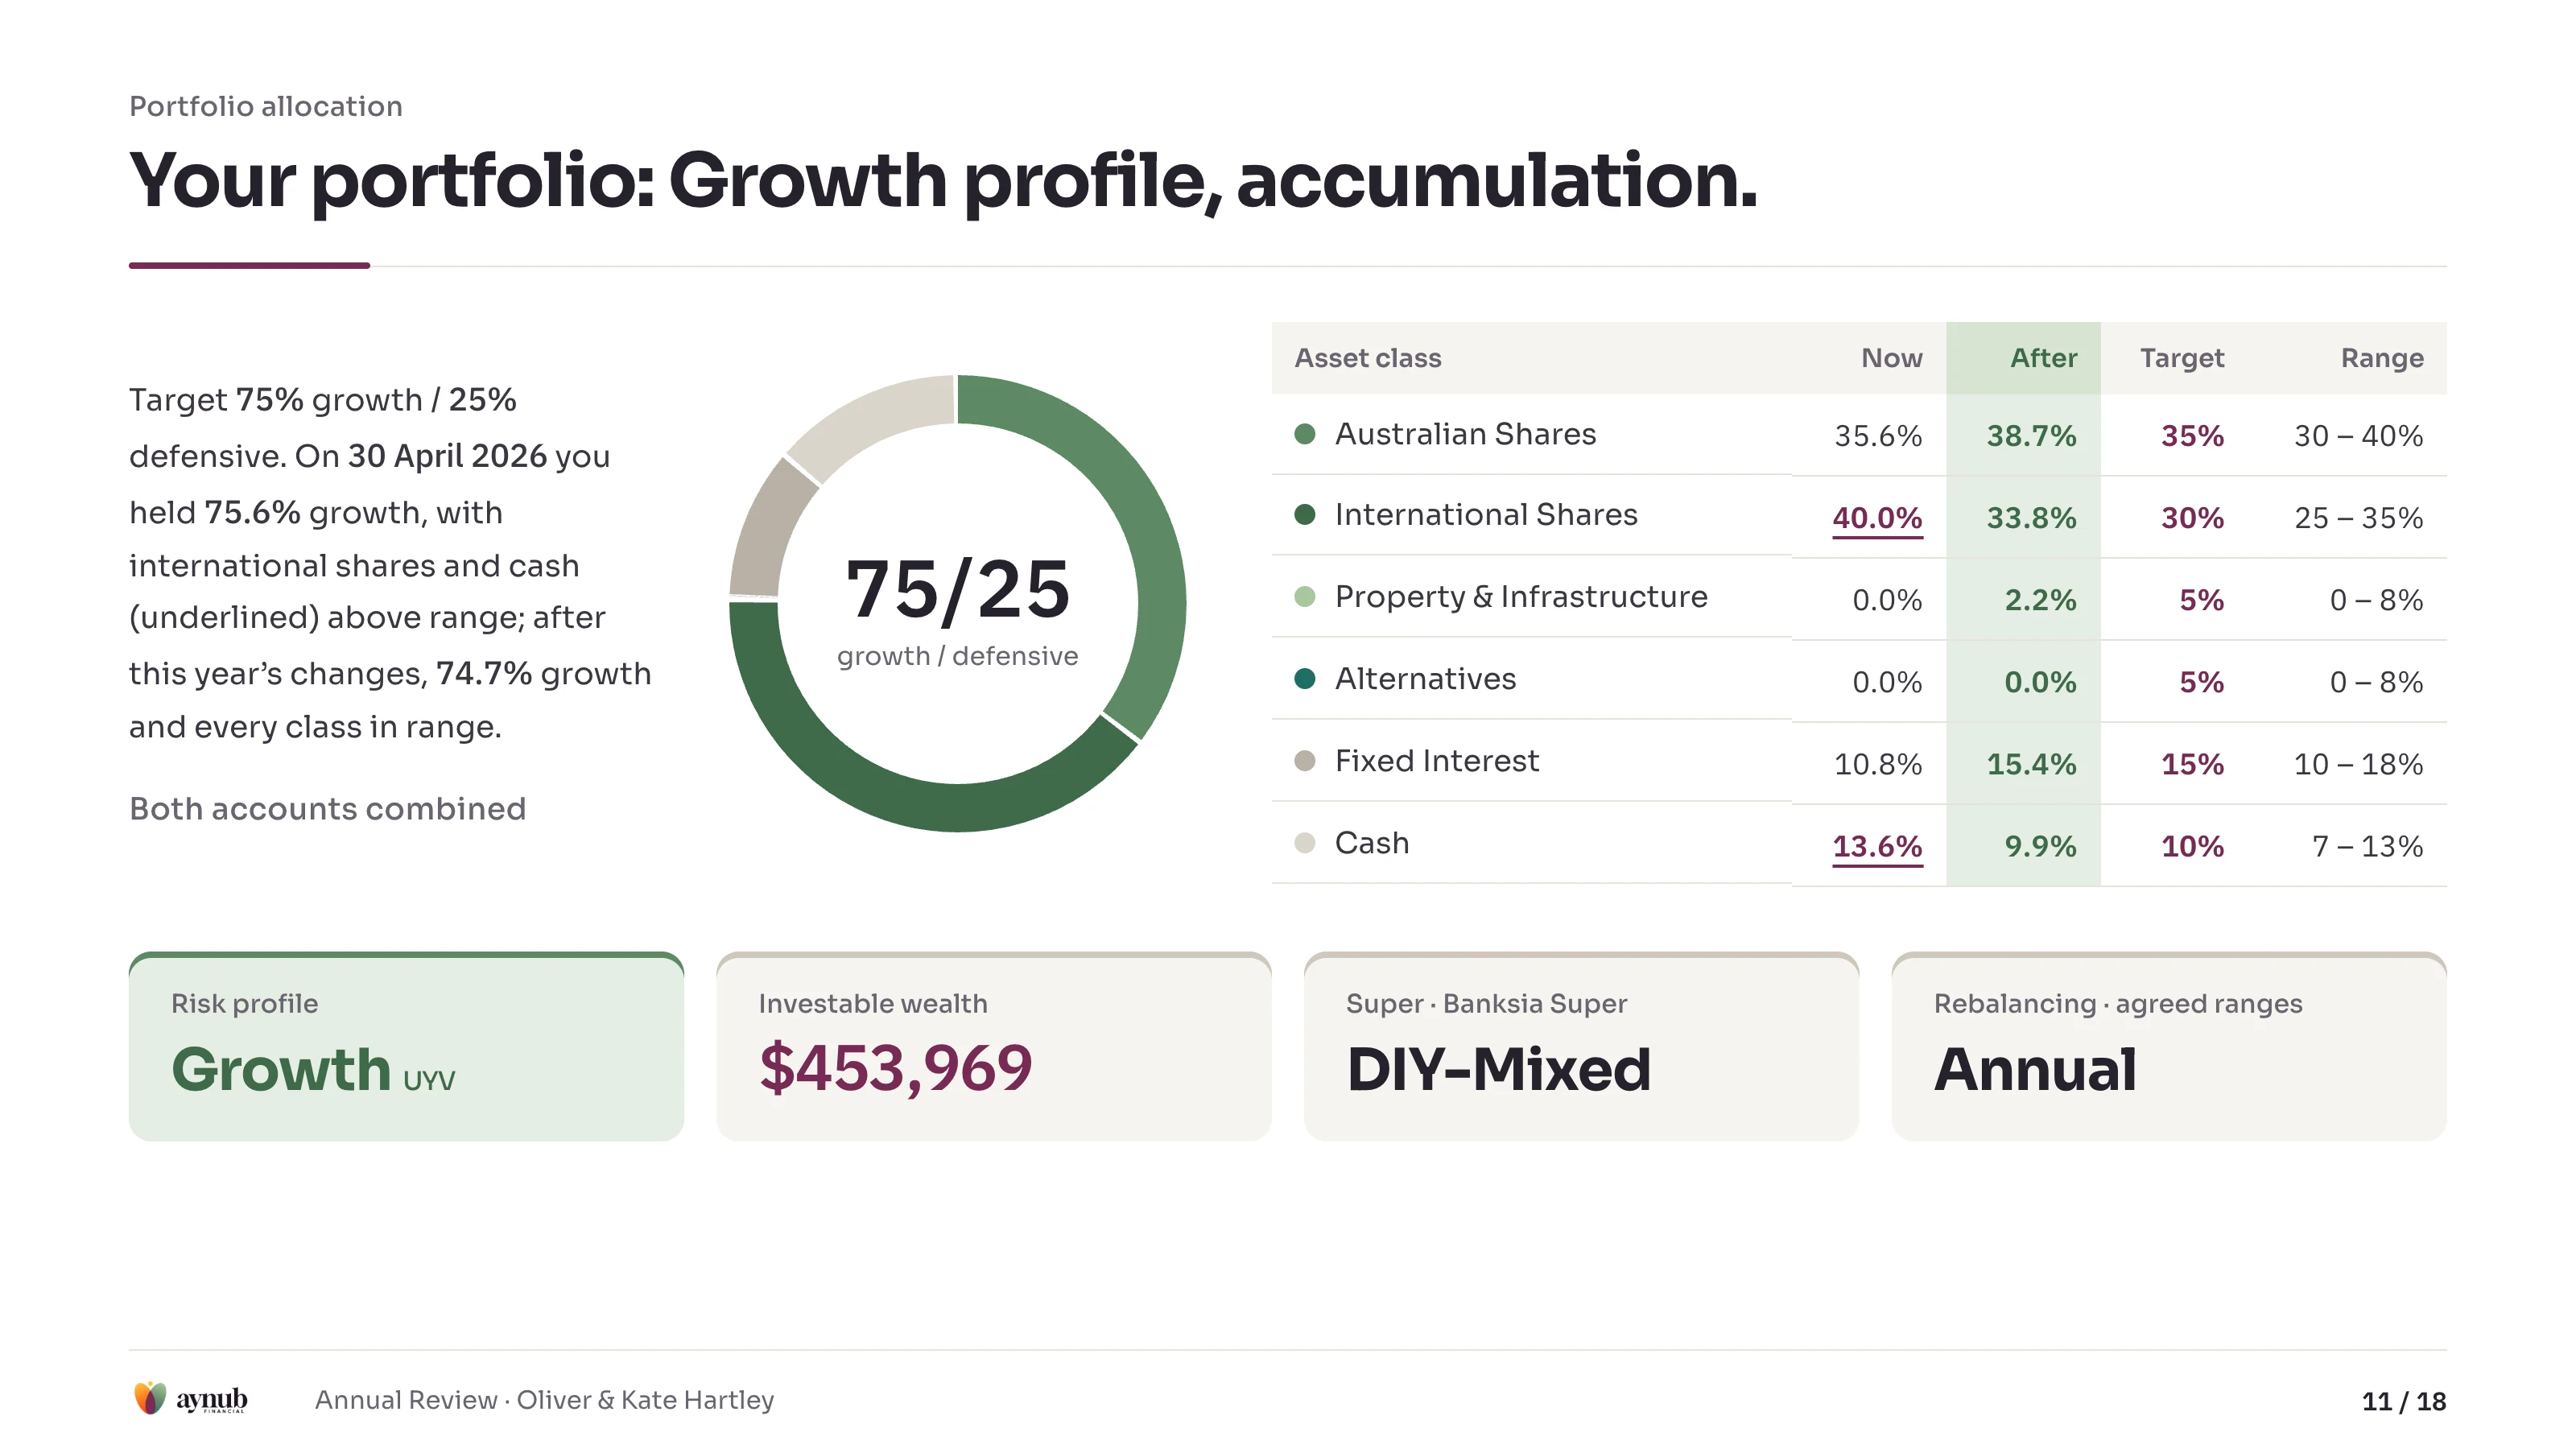 Portfolio allocation
Your portfolio: Growth profile, accumulation.
Target 75% growth / 25%
defensive. On 30 April 2026 you
held 75.6% growth, with
international shares and cash
(underlined) above range; after
this year’s changes, 74.7% growth
and every class in range.
Both accounts combined
75/25
growth / defensive
Asset class Now After Target Range
Australian Shares 35.6% 38.7% 35% 30 – 40%
International Shares 40.0% 33.8% 30% 25 – 35%
Property & Infrastructure 0.0% 2.2% 5% 0 – 8%
Alternatives 0.0% 0.0% 5% 0 – 8%
Fixed Interest 10.8% 15.4% 15% 10 – 18%
Cash 13.6% 9.9% 10% 7 – 13%
Risk profile
Growth UYV
Investable wealth
$453,969
Super · Banksia Super
DIY-Mixed
Rebalancing · agreed ranges
Annual
aynub
FINANCIAL
Annual Review · Oliver & Kate Hartley
11 / 18